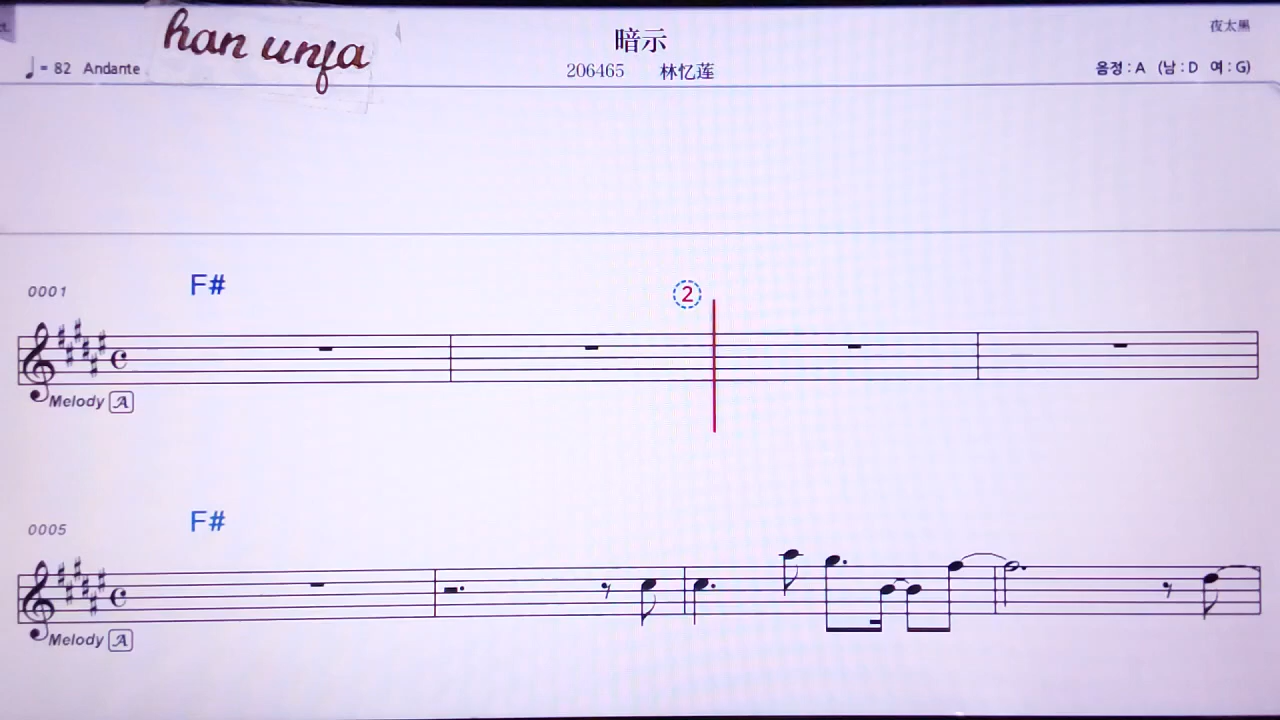 han unfa
暗示
夜太黑
♩= 82 Andante
206465 林忆莲
음정 : A (남 : D 여 : G)
0001
F#
②
Melody A
0005
F#
Melody A